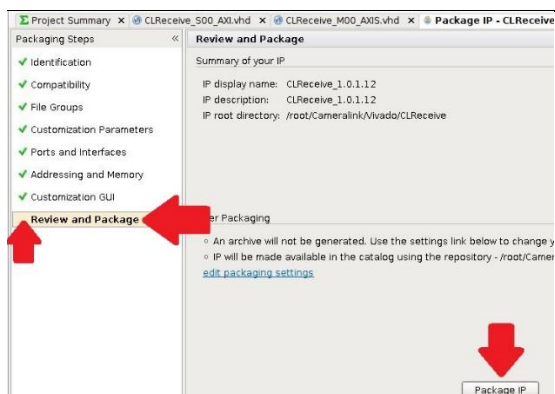 Project Summary
CLReceive_S00_AXI.vhd
CLReceive_M00_AXIS.vhd
Package IP - CLReceive
Packaging Steps
Identification
Compatibility
File Groups
Customization Parameters
Ports and Interfaces
Addressing and Memory
Customization GUI
Review and Package
Review and Package
Summary of your IP
IP display name: CLReceive_1.0.1.12
IP description: CLReceive_1.0.1.12
IP root directory: /root/Cameralink/Vivado/CLReceive
Packaging
An archive will not be generated. Use the settings link below to change
IP will be made available in the catalog using the repository - /root/Camer
edit packaging settings
Package IP